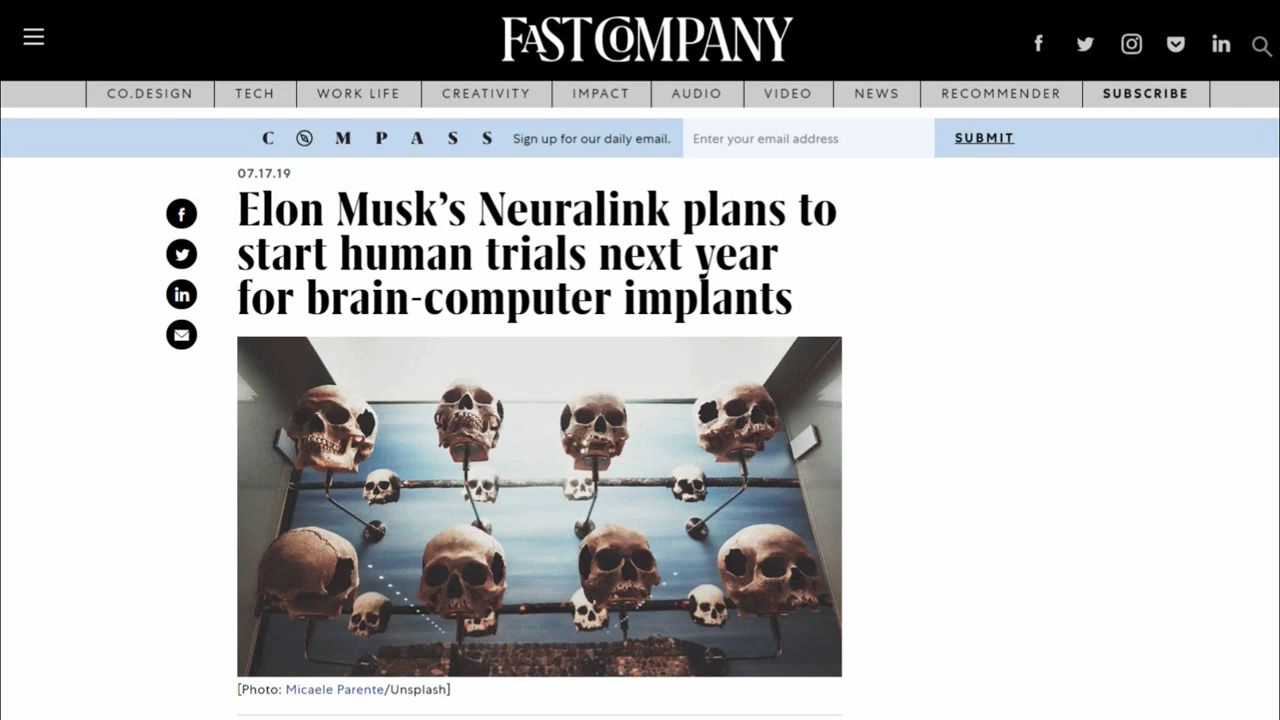 FAST COMPANY
CO.DESIGN TECH WORK LIFE CREATIVITY IMPACT AUDIO VIDEO NEWS RECOMMENDER SUBSCRIBE
COMPASS Sign up for our daily email. Enter your email address SUBMIT
07.17.19
Elon Musk’s Neuralink plans to
start human trials next year
for brain-computer implants
[Photo: Micaele Parente/Unsplash]